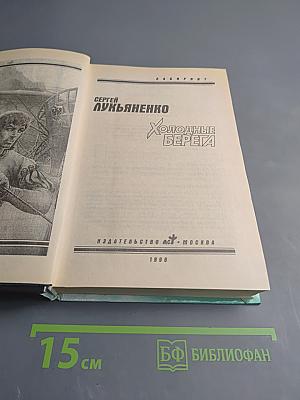 ЛАБИРИНТ
СЕРГЕЙ
ЛУКЬЯНЕНКО
ХОЛОДНЫЕ
БЕРЕГА
ИЗДАТЕЛЬСТВО АСТ • МОСКВА
1998
15 см
БФ БИБЛИОФАН